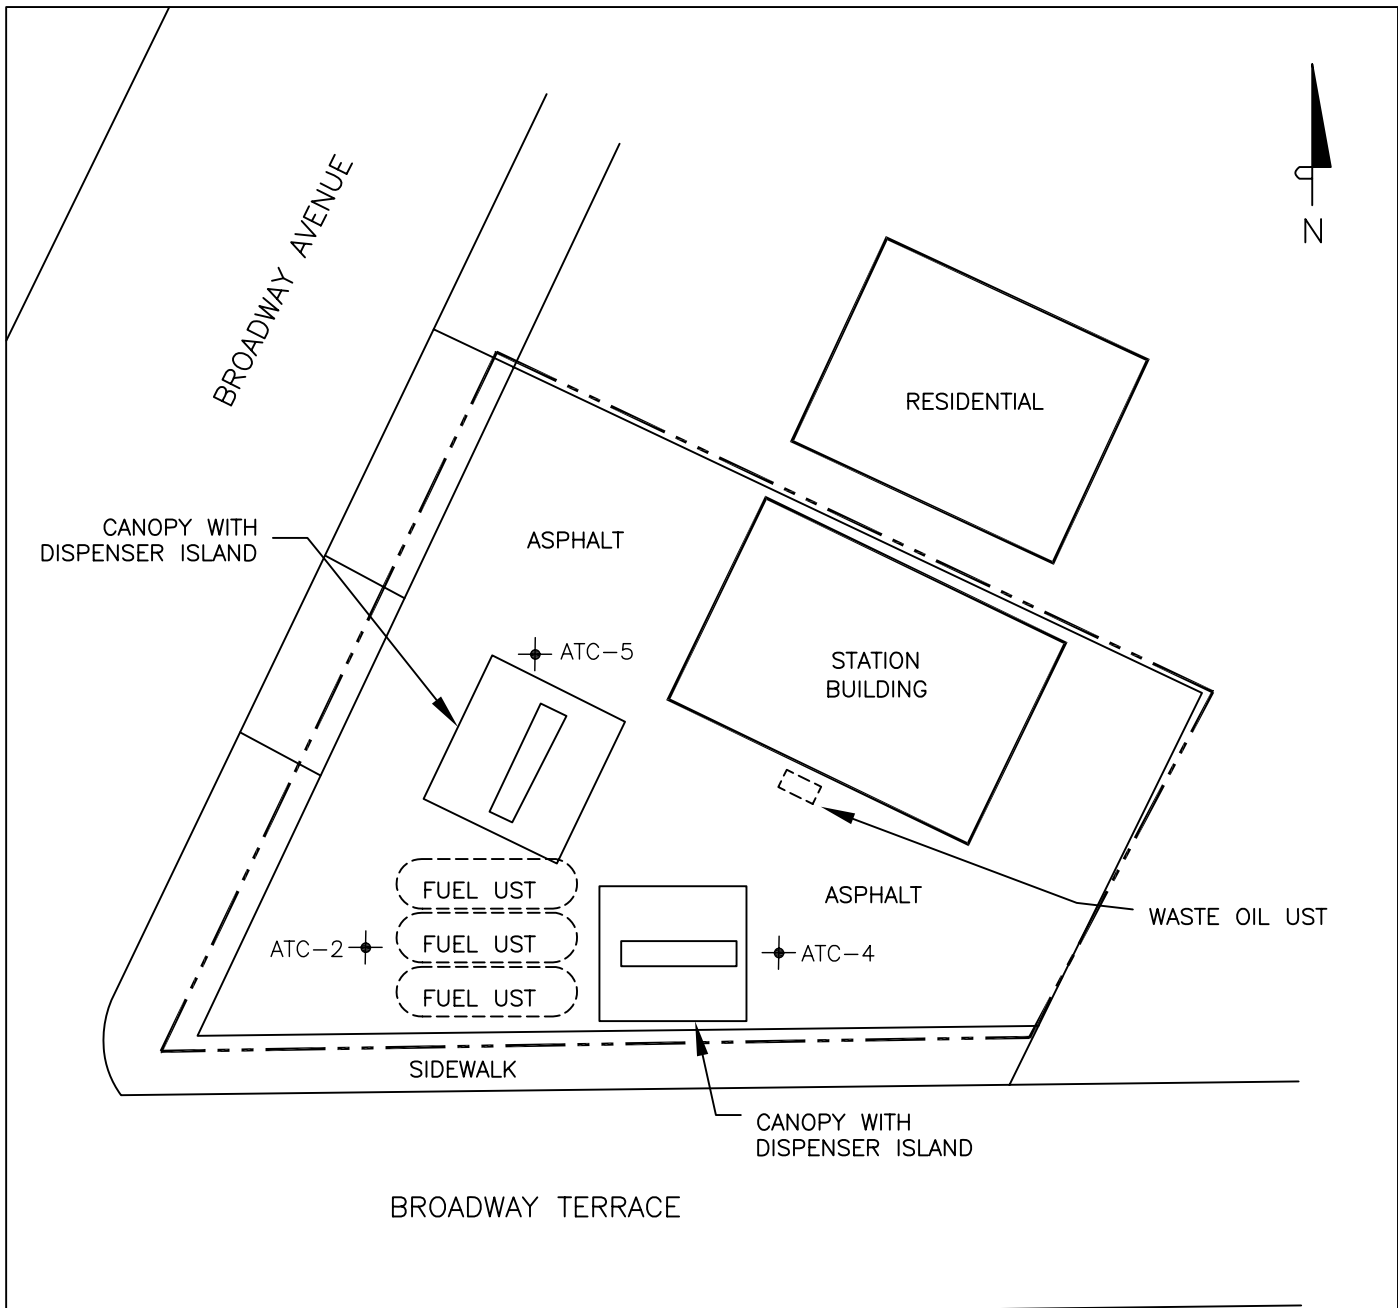 BROADWAY AVENUE
N
RESIDENTIAL
CANOPY WITH
DISPENSER ISLAND
ASPHALT
ATC-5
STATION
BUILDING
FUEL UST
ASPHALT
WASTE OIL UST
ATC-2
FUEL UST
ATC-4
FUEL UST
SIDEWALK
CANOPY WITH
DISPENSER ISLAND
BROADWAY TERRACE